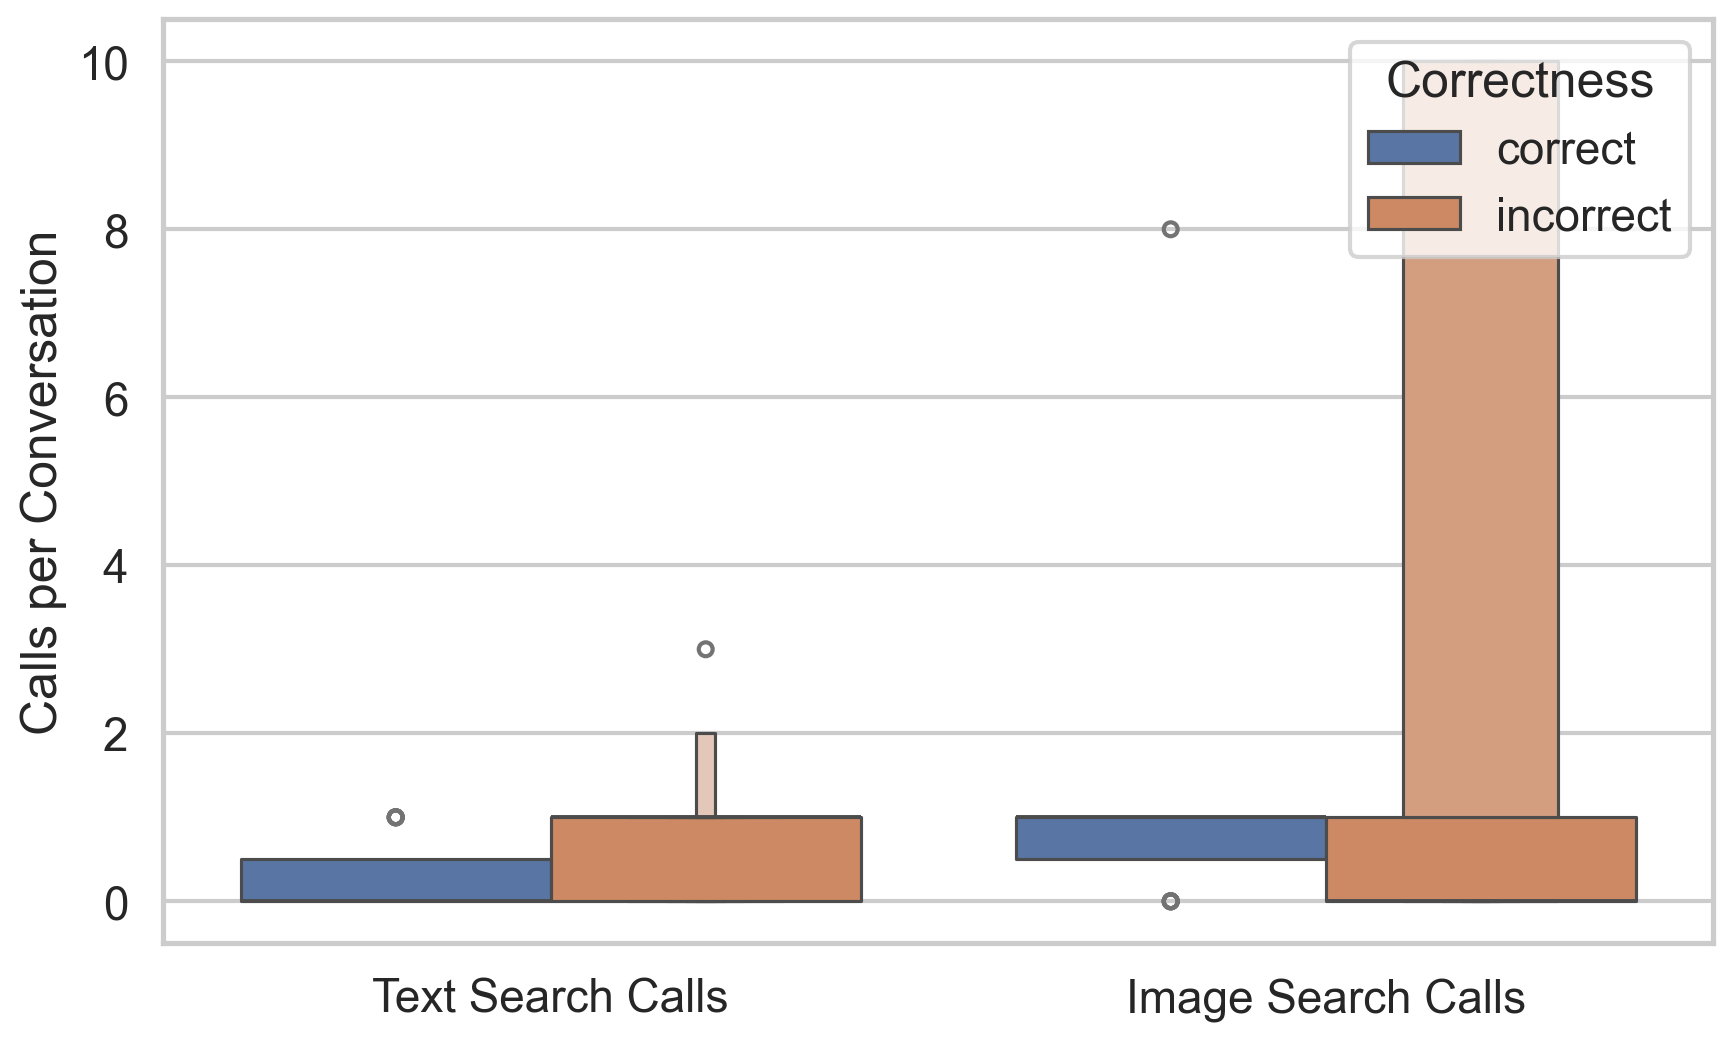 Calls per Conversation
10
8
6
4
2
0
Correctness
correct
incorrect
Text Search Calls
Image Search Calls